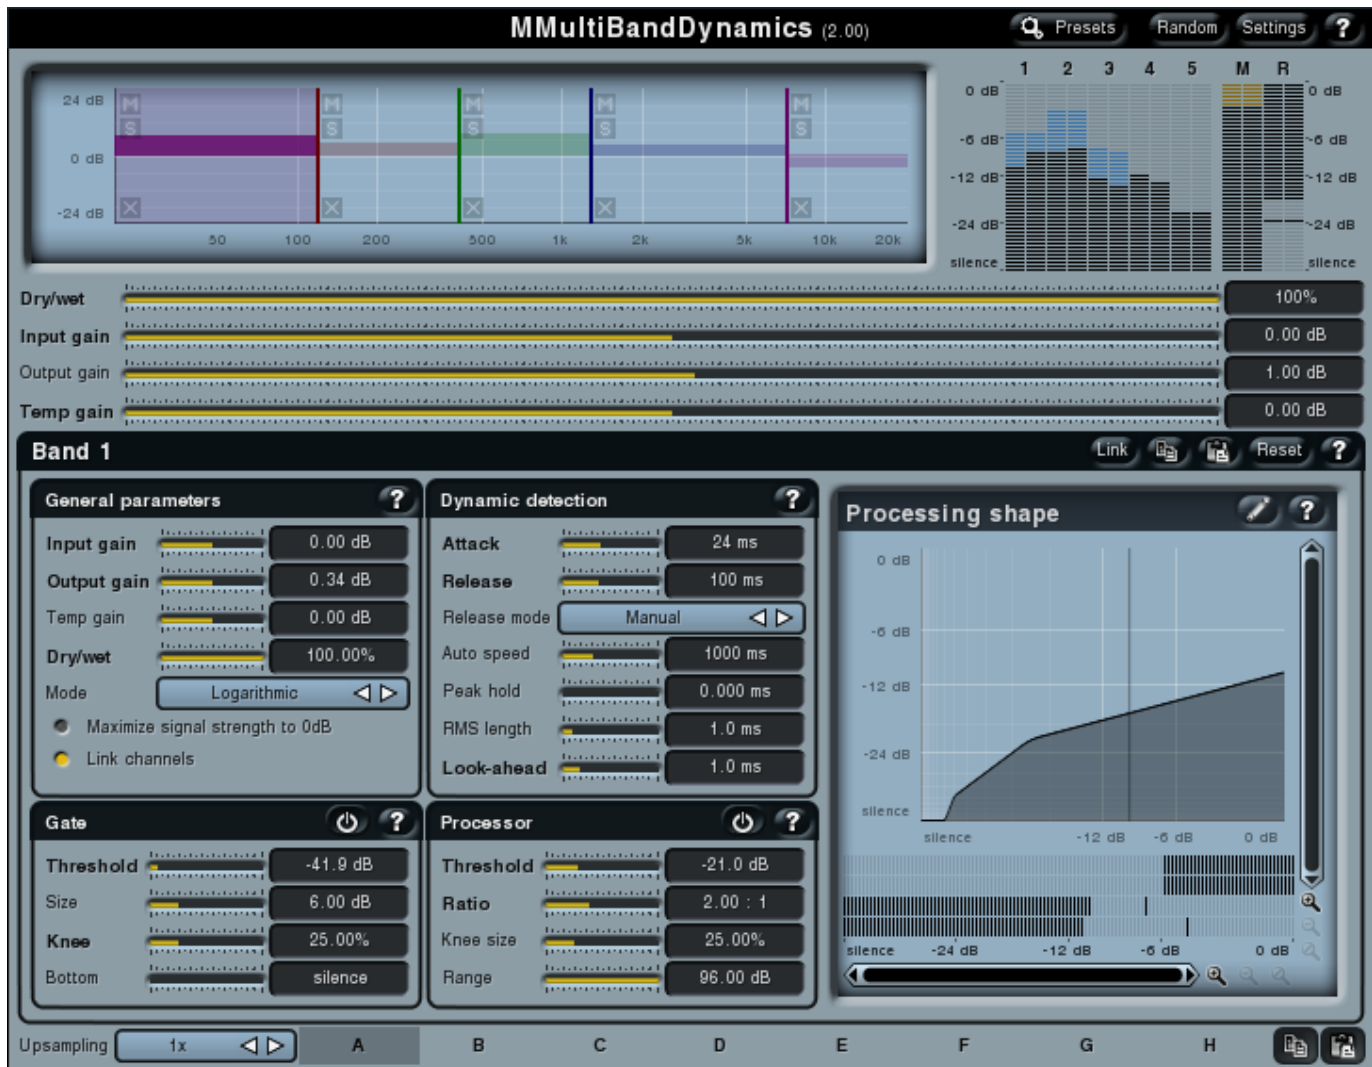 MMultiBandDynamics (2.00) Presets Random Settings ?
1 2 3 4 5 M R
24 dB M M M M M
S S S S S
0 dB
-24 dB X X X X X
50 100 200 500 1k 2k 5k 10k 20k
0 dB 0 dB
-6 dB -6 dB
-12 dB -12 dB
-24 dB -24 dB
silence silence
Dry/wet 100%
Input gain 0.00 dB
Output gain 1.00 dB
Temp gain 0.00 dB
Band 1 Link Reset ?
General parameters ?
Input gain 0.00 dB
Output gain 0.34 dB
Temp gain 0.00 dB
Dry/wet 100.00%
Mode Logarithmic
Maximize signal strength to 0dB
Link channels
Dynamic detection ?
Attack 24 ms
Release 100 ms
Release mode Manual
Auto speed 1000 ms
Peak hold 0.000 ms
RMS length 1.0 ms
Look-ahead 1.0 ms
Gate ?
Threshold -41.9 dB
Size 6.00 dB
Knee 25.00%
Bottom silence
Processor ?
Threshold -21.0 dB
Ratio 2.00 : 1
Knee size 25.00%
Range 96.00 dB
Processing shape ?
0 dB
-6 dB
-12 dB
-24 dB
silence
silence -12 dB -6 dB 0 dB
silence -24 dB -12 dB -6 dB 0 dB
Upsampling 1x A B C D E F G H